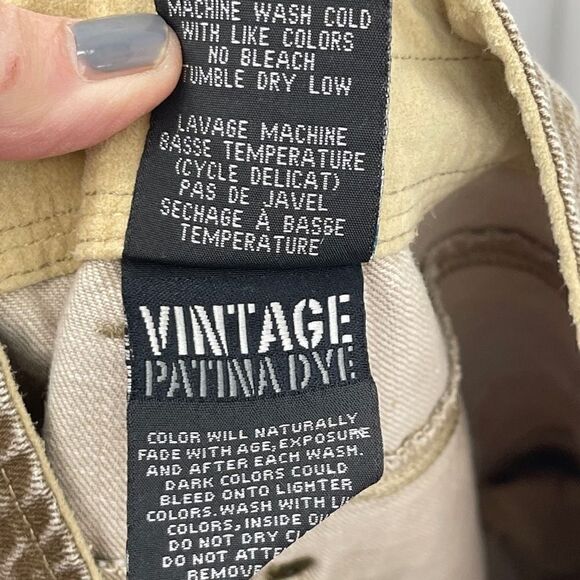 MACHINE WASH COLD
WITH LIKE COLORS
NO BLEACH
TUMBLE DRY LOW
LAVAGE MACHINE
BASSE TEMPERATURE
(CYCLE DELICAT)
PAS DE JAVEL
SECHAGE À BASSE
TEMPERATURE
VINTAGE
PATINA DYE
COLOR WILL NATURALLY
FADE WITH AGE, EXPOSURE
AND AFTER EACH WASH.
DARK COLORS COULD
BLEED ONTO LIGHTER
COLORS. WASH WITH
COLORS, INSIDE
DO NOT DRY
DO NOT